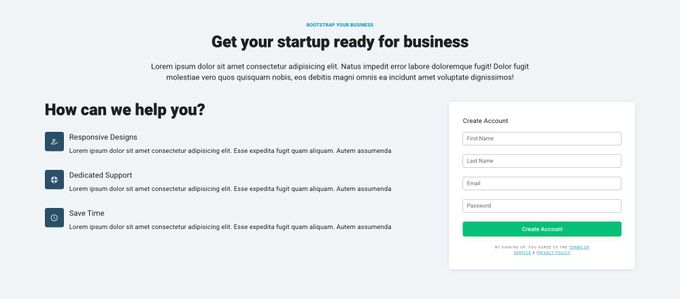 BOOTSTRAP YOUR BUSINESS
Get your startup ready for business
Lorem ipsum dolor sit amet consectetur adipisicing elit. Natus impedit error labore doloremque fugit! Dolor fugit
molestiae vero quos quisquam nobis, eos debitis magni omnis ea incidunt amet voluptate dignissimos!
How can we help you?
Responsive Designs
Lorem ipsum dolor sit amet consectetur adipisicing elit. Esse expedita fugit quam aliquam. Autem assumenda
Dedicated Support
Lorem ipsum dolor sit amet consectetur adipisicing elit. Esse expedita fugit quam aliquam. Autem assumenda
Save Time
Lorem ipsum dolor sit amet consectetur adipisicing elit. Esse expedita fugit quam aliquam. Autem assumenda
Create Account
First Name
Last Name
Email
Password
Create Account
BY SIGNING UP, YOU AGREE TO THE TERMS OF
SERVICE & PRIVACY POLICY